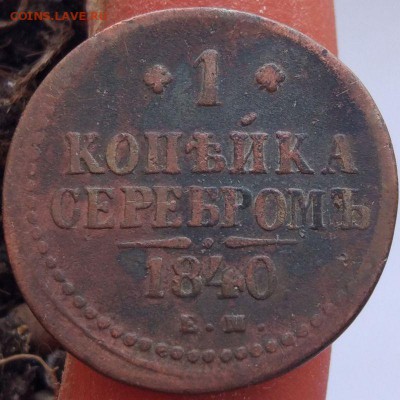 COINS.LAVE.RU
1
КОПѢЙКА
СЕРЕБРОМЪ
1840
Е.М.